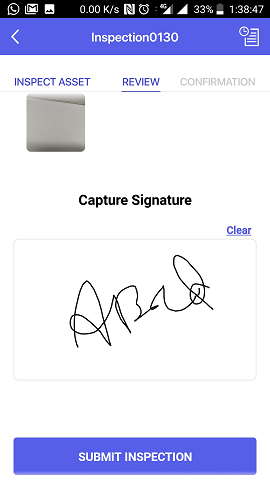 0.00 K/s 4G 33% 1:38:47
Inspection0130
INSPECT ASSET REVIEW CONFIRMATION
Capture Signature
Clear
SUBMIT INSPECTION